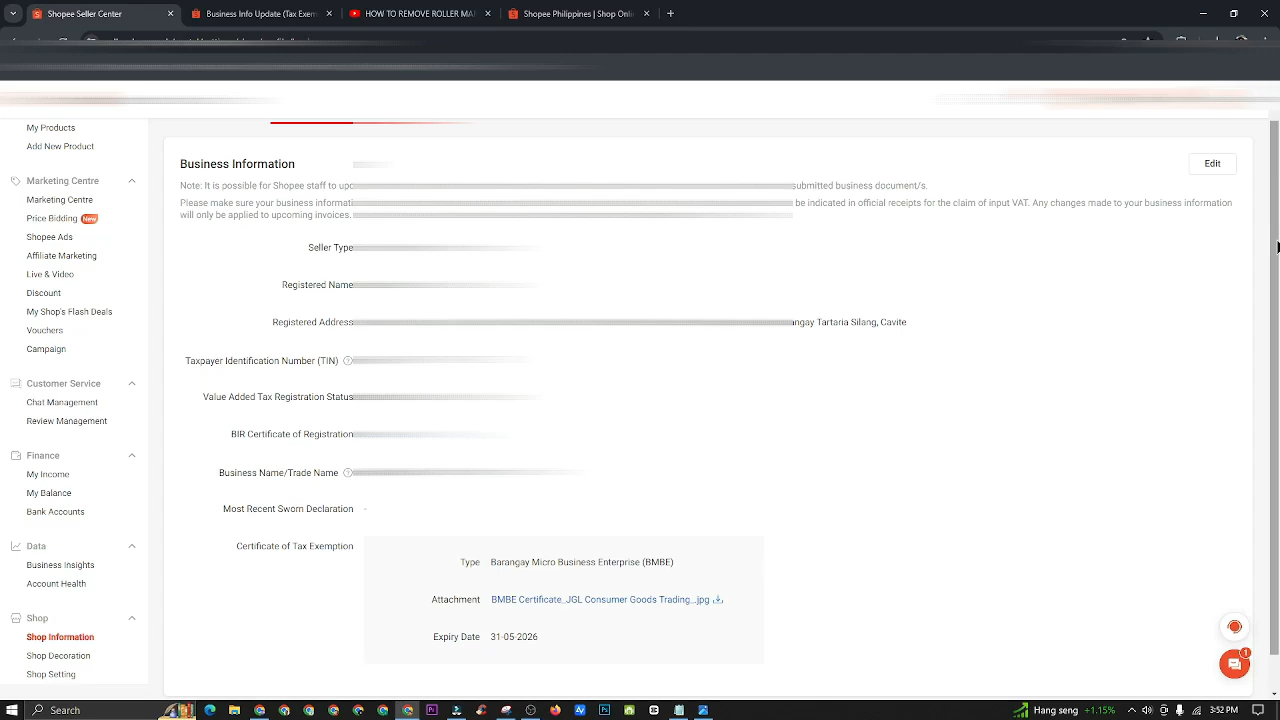 Shopee Seller Center
Business Info Update (Tax Exem
HOW TO REMOVE ROLLER MA
Shopee Philippines | Shop Onli
My Products
Add New Product
Marketing Centre
Marketing Centre
Price Bidding New
Shopee Ads
Affiliate Marketing
Live & Video
Discount
My Shop's Flash Deals
Vouchers
Campaign
Customer Service
Chat Management
Review Management
Finance
My Income
My Balance
Bank Accounts
Data
Business Insights
Account Health
Shop
Shop Information
Shop Decoration
Shop Setting
Business Information
Edit
Note: It is possible for Shopee staff to submitted business document/s.
Please make sure your business be indicated in official receipts for the claim of input VAT. Any changes made to your business information
will only be applied to upcoming invoices.
Seller Type
Registered Name
Registered Address Tartaria Silang, Cavite
Taxpayer Identification Number (TIN)
Value Added Tax Registration Status
BIR Certificate of Registration
Business Name/Trade Name
Most Recent Sworn Declaration -
Certificate of Tax Exemption
Type Barangay Micro Business Enterprise (BMBE)
Attachment BMBE Certificate_JGL Consumer Goods Trading_.jpg
Expiry Date 31-05-2026
1
Search
Hang seng +1.15%
3:52 PM